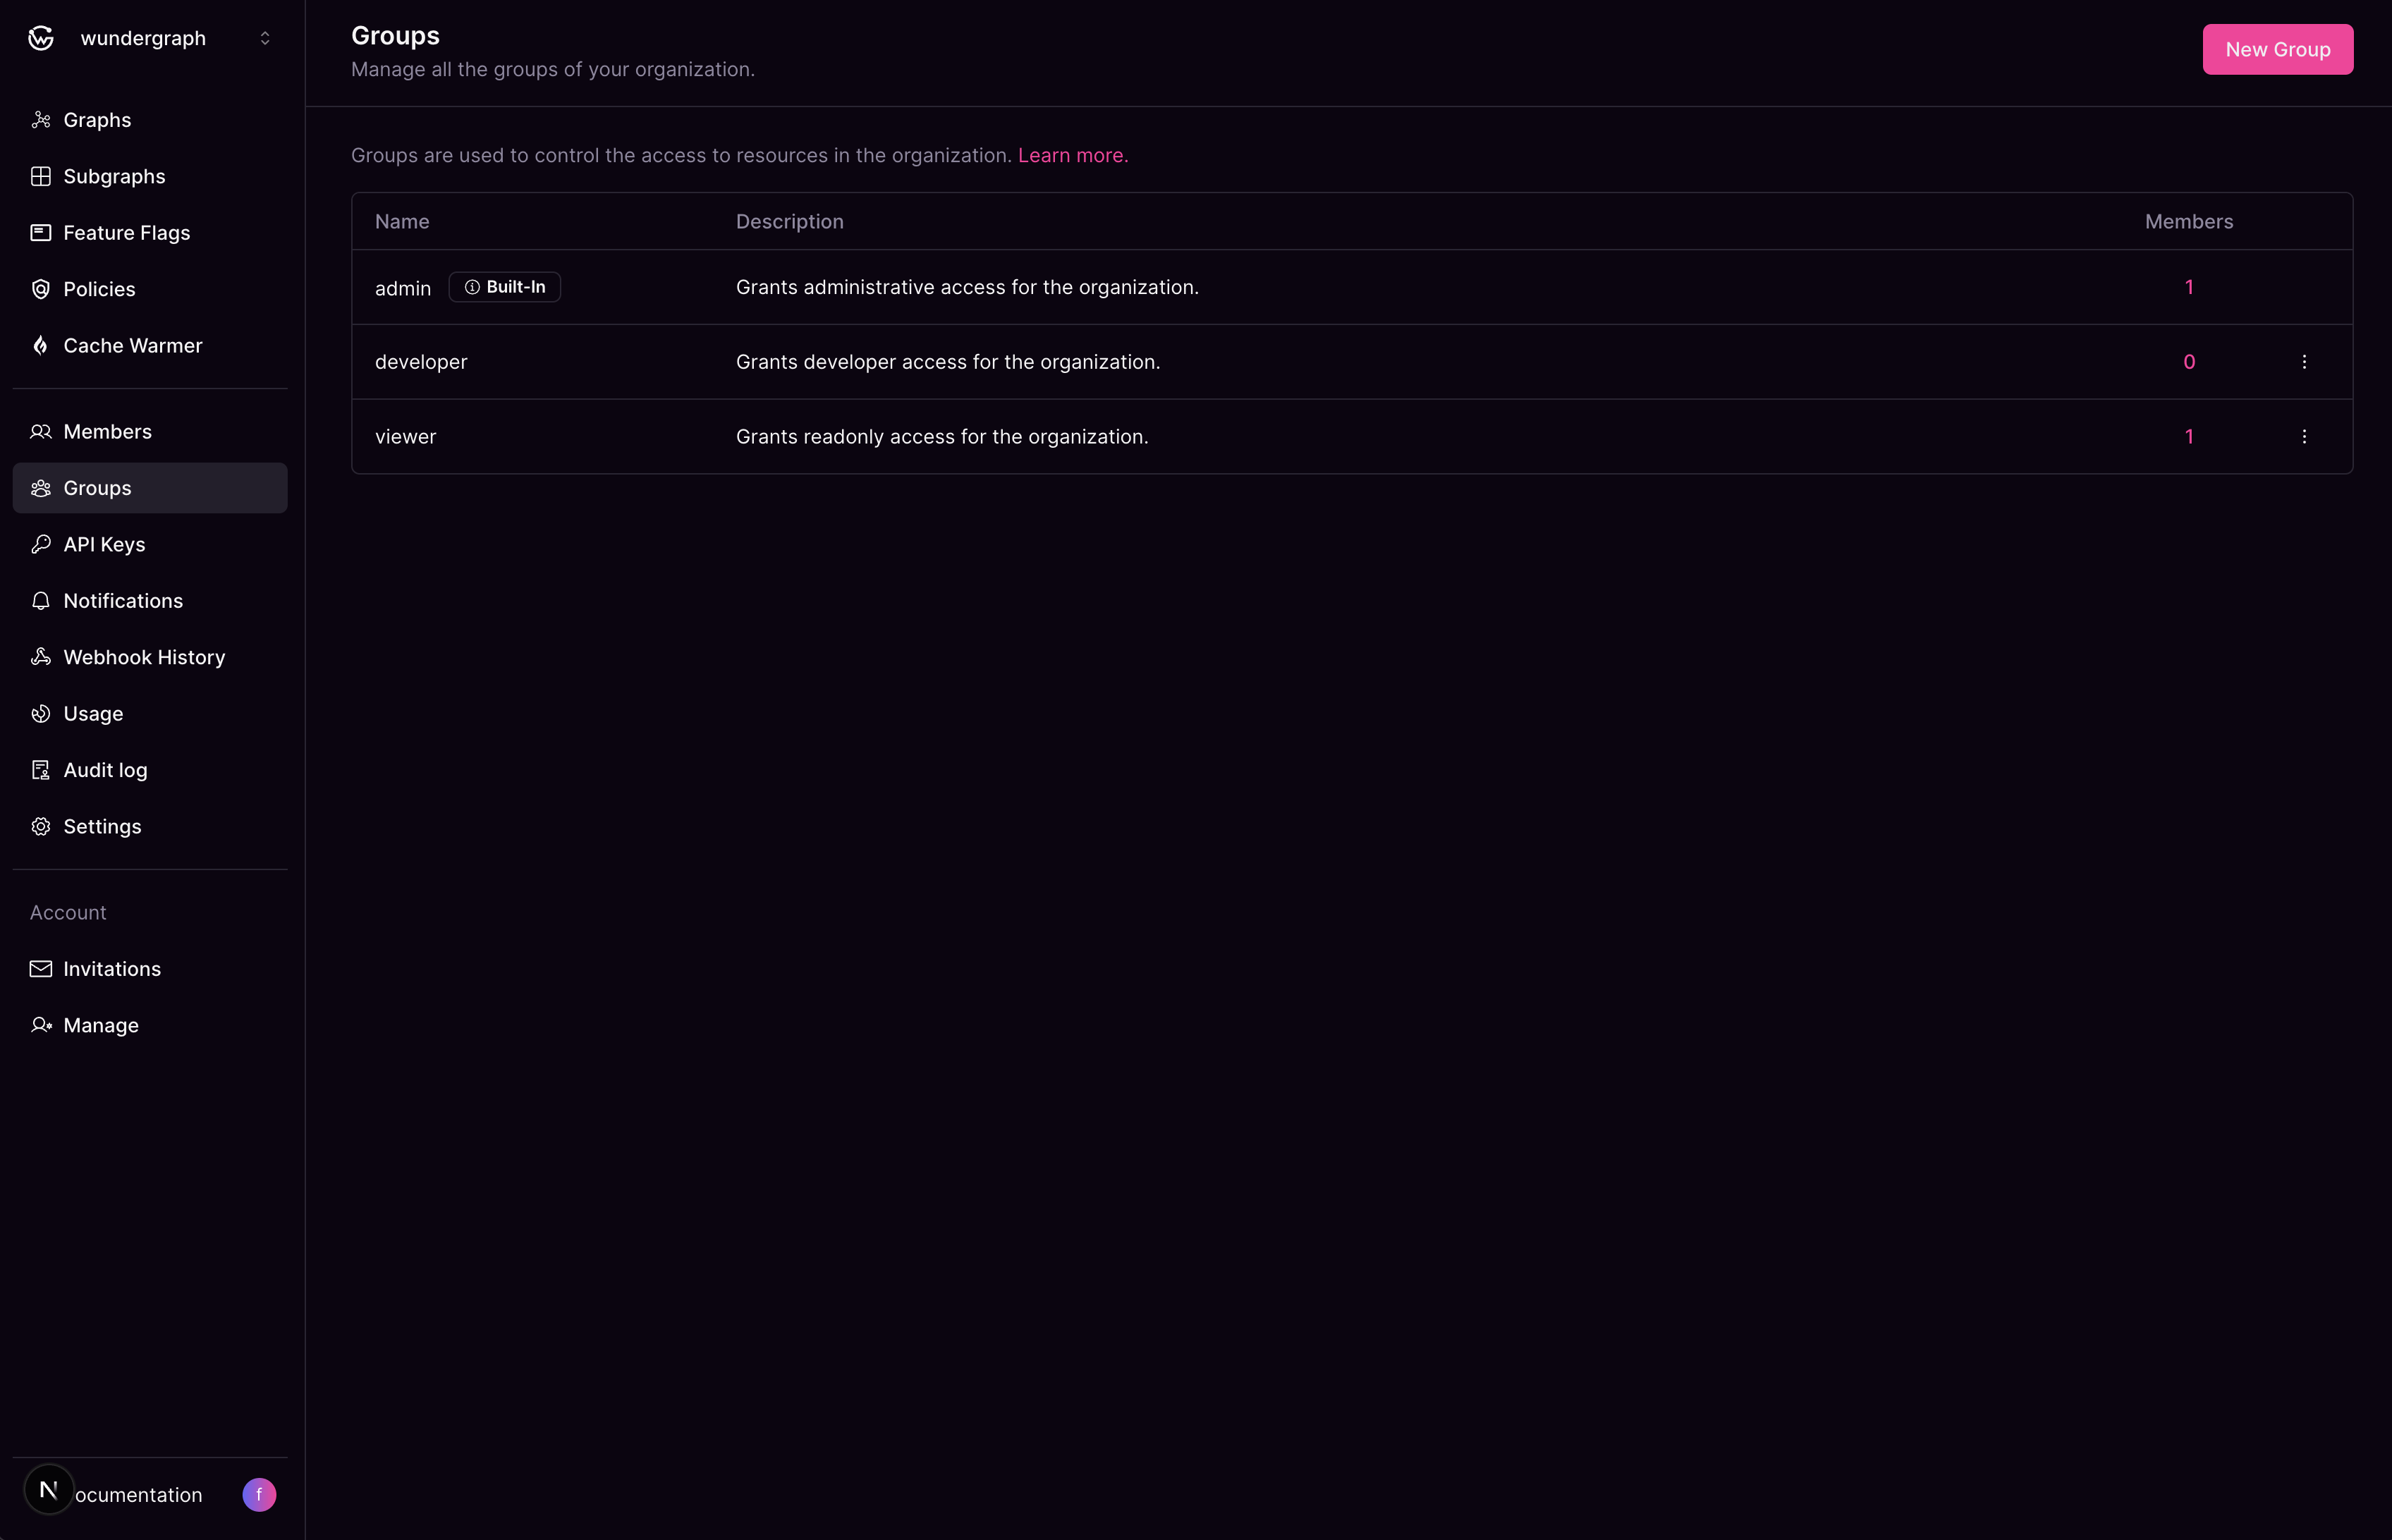 wundergraph
Graphs
Subgraphs
Feature Flags
Policies
Cache Warmer
Members
Groups
API Keys
Notifications
Webhook History
Usage
Audit log
Settings
Account
Invitations
Manage
N ocumentation f
Groups
Manage all the groups of your organization.
New Group
Groups are used to control the access to resources in the organization. Learn more.
Name Description Members
admin Built-In Grants administrative access for the organization. 1
developer Grants developer access for the organization. 0
viewer Grants readonly access for the organization. 1